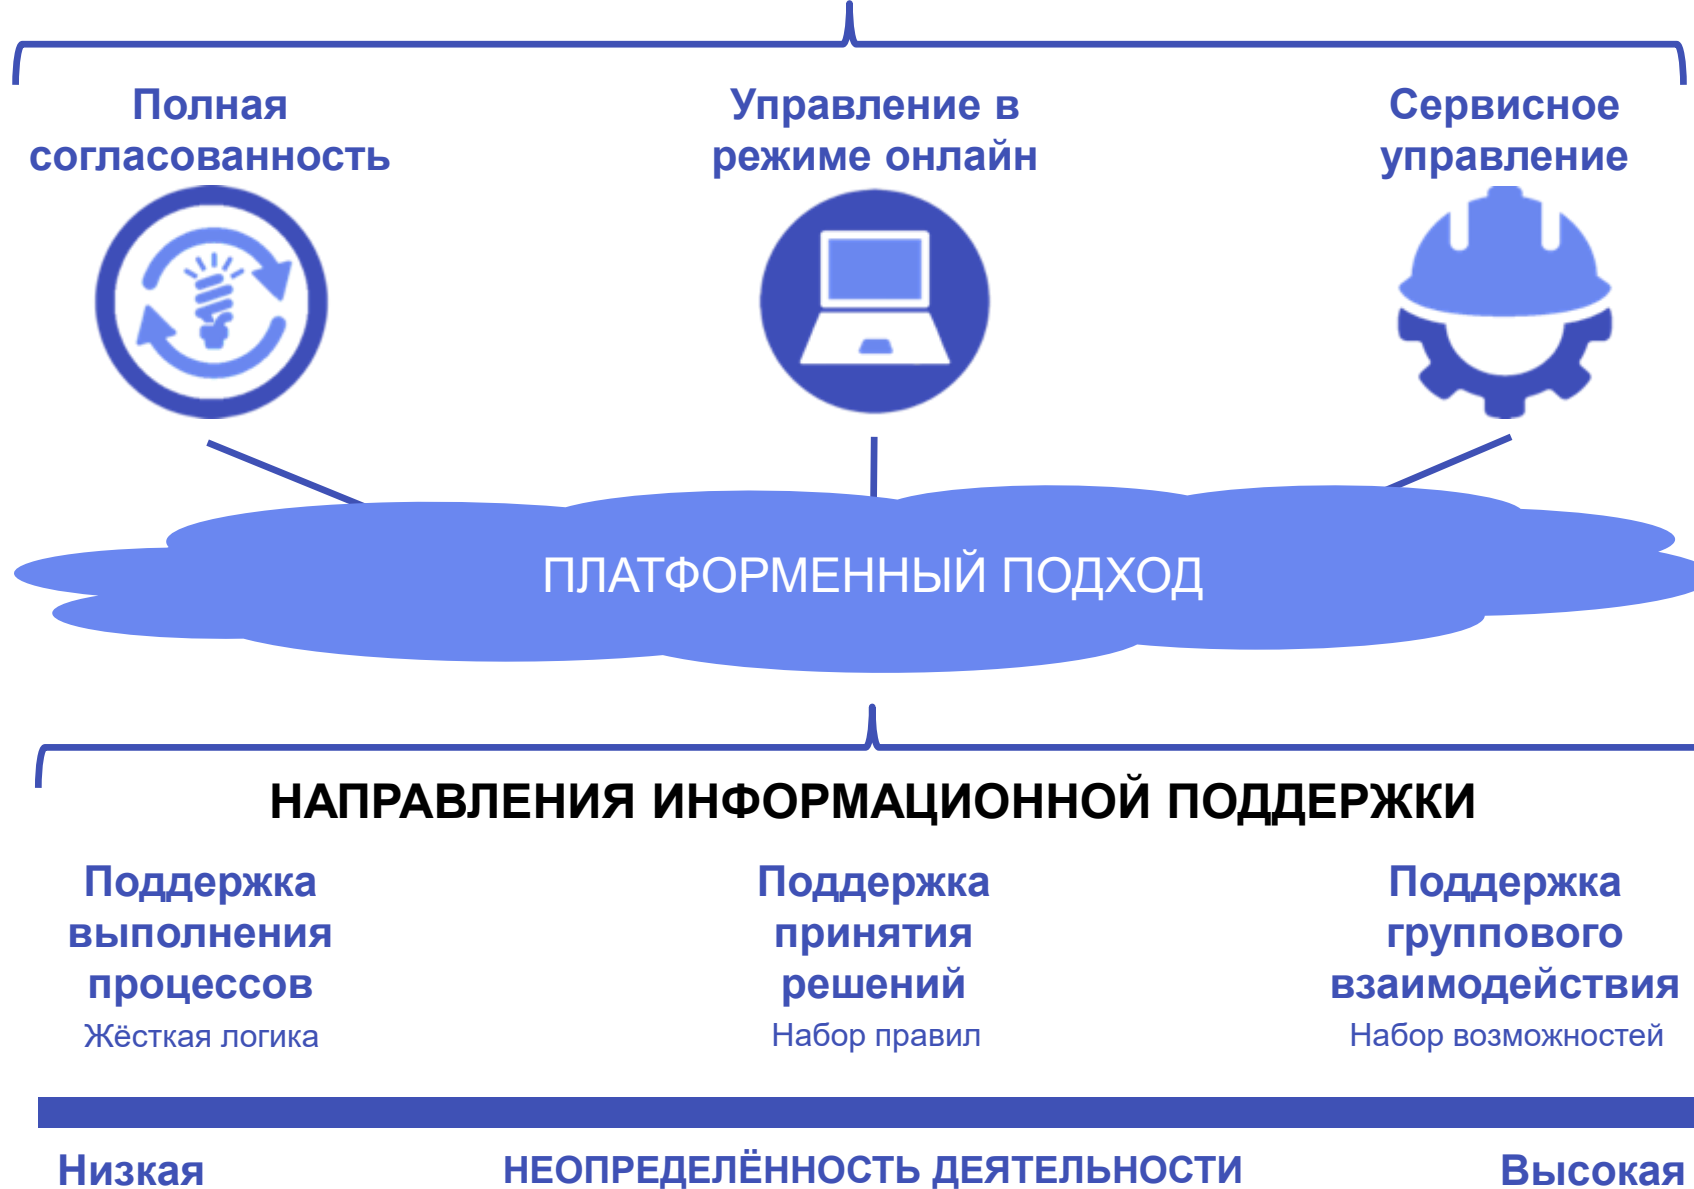 Полная
согласованность
Управление в
режиме онлайн
Сервисное
управление
ПЛАТФОРМЕННЫЙ ПОДХОД
НАПРАВЛЕНИЯ ИНФОРМАЦИОННОЙ ПОДДЕРЖКИ
Поддержка
выполнения
процессов
Жёсткая логика
Поддержка
принятия
решений
Набор правил
Поддержка
группового
взаимодействия
Набор возможностей
Низкая
НЕОПРЕДЕЛЁННОСТЬ ДЕЯТЕЛЬНОСТИ
Высокая